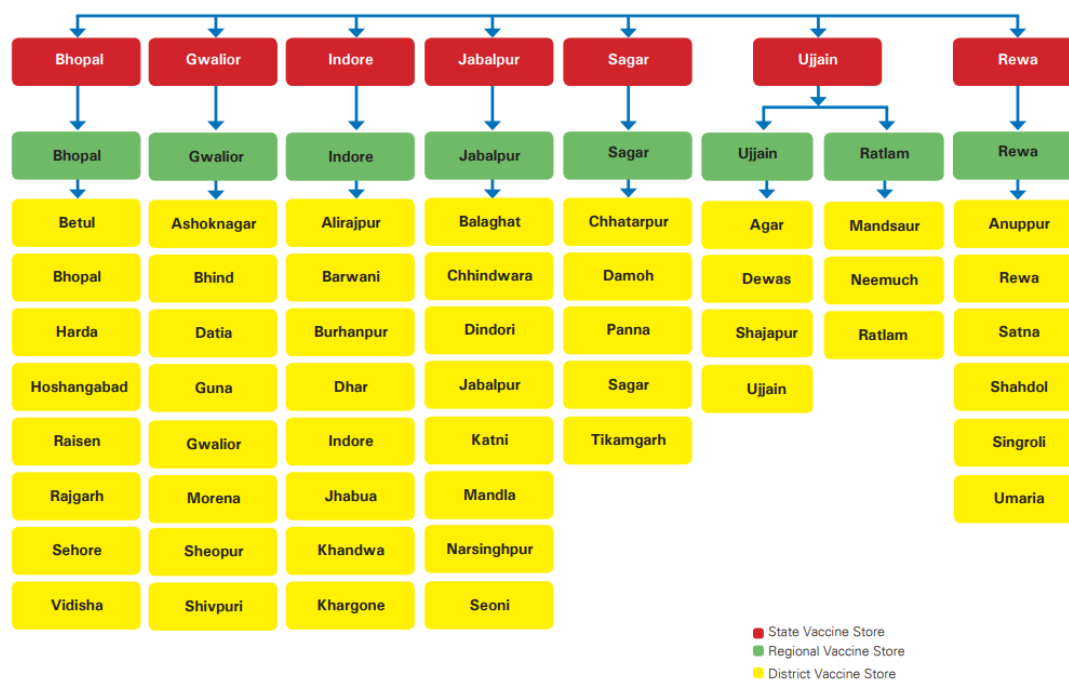 Bhopal
Gwalior
Indore
Jabalpur
Sagar
Ujjain
Rewa
Bhopal
Gwalior
Indore
Jabalpur
Sagar
Ujjain
Ratlam
Rewa
Betul
Ashoknagar
Alirajpur
Balaghat
Chhatarpur
Agar
Mandsaur
Anuppur
Bhopal
Bhind
Barwani
Chhindwara
Damoh
Dewas
Neemuch
Rewa
Harda
Datia
Burhanpur
Dindori
Panna
Shajapur
Ratlam
Satna
Hoshangabad
Guna
Dhar
Jabalpur
Sagar
Ujjain
Shahdol
Raisen
Gwalior
Indore
Katni
Tikamgarh
Singroli
Rajgarh
Morena
Jhabua
Mandla
Umaria
Sehore
Sheopur
Khandwa
Narsinghpur
Vidisha
Shivpuri
Khargone
Seoni
State Vaccine Store
Regional Vaccine Store
District Vaccine Store